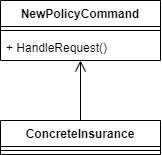 NewPolicyCommand
+ HandleRequest()
ConcreteInsurance